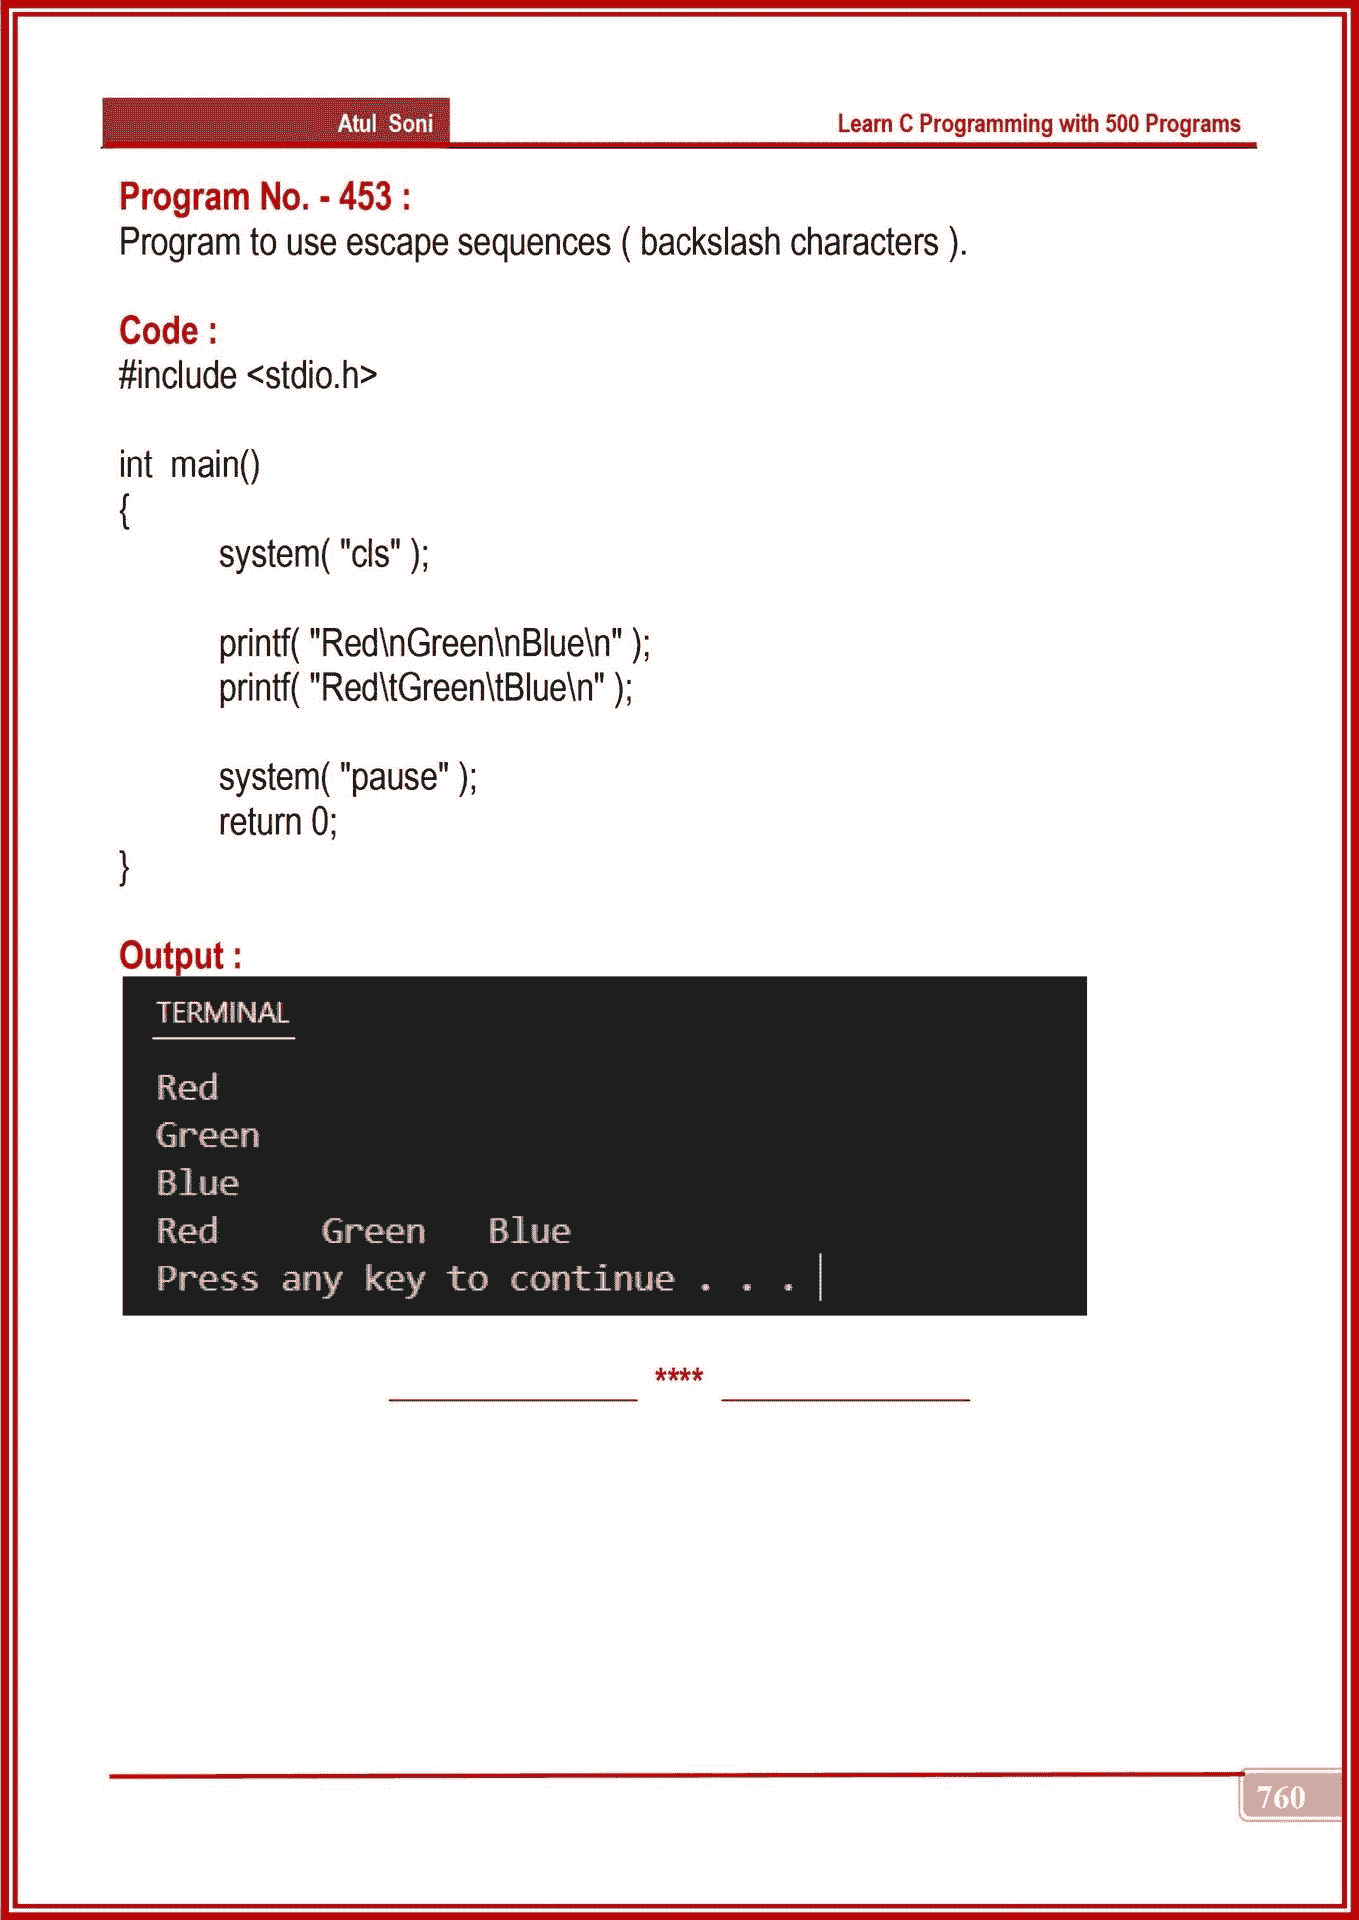 Atul Soni
Learn C Programming with 500 Programs
Program No. - 453 :
Program to use escape sequences ( backslash characters ).
Code :
#include <stdio.h>
int main()
{
system( "cls" );
printf( "Red\nGreen\nBlue\n" );
printf( "Red\tGreen\tBlue\n" );
system( "pause" );
return 0;
}
Output :
TERMINAL
Red
Green
Blue
Red Green Blue
Press any key to continue . . .
****
760